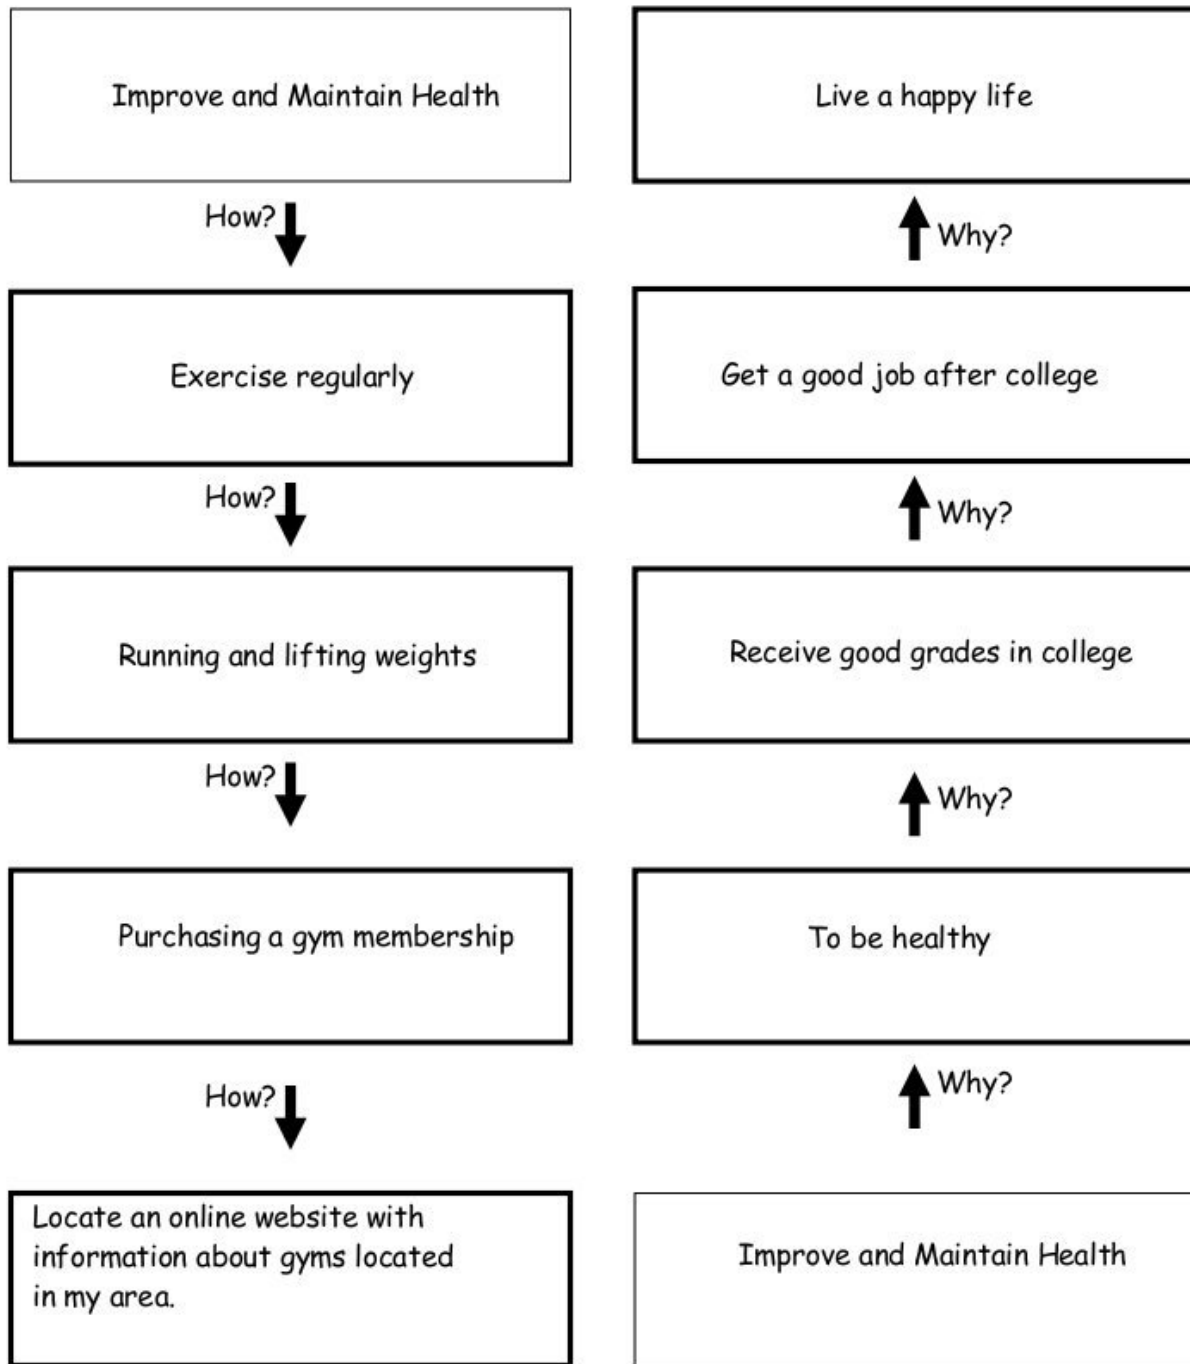 Improve and Maintain Health
How?
Exercise regularly
How?
Running and lifting weights
How?
Purchasing a gym membership
How?
Locate an online website with
information about gyms located
in my area.
Live a happy life
Why?
Get a good job after college
Why?
Receive good grades in college
Why?
To be healthy
Why?
Improve and Maintain Health